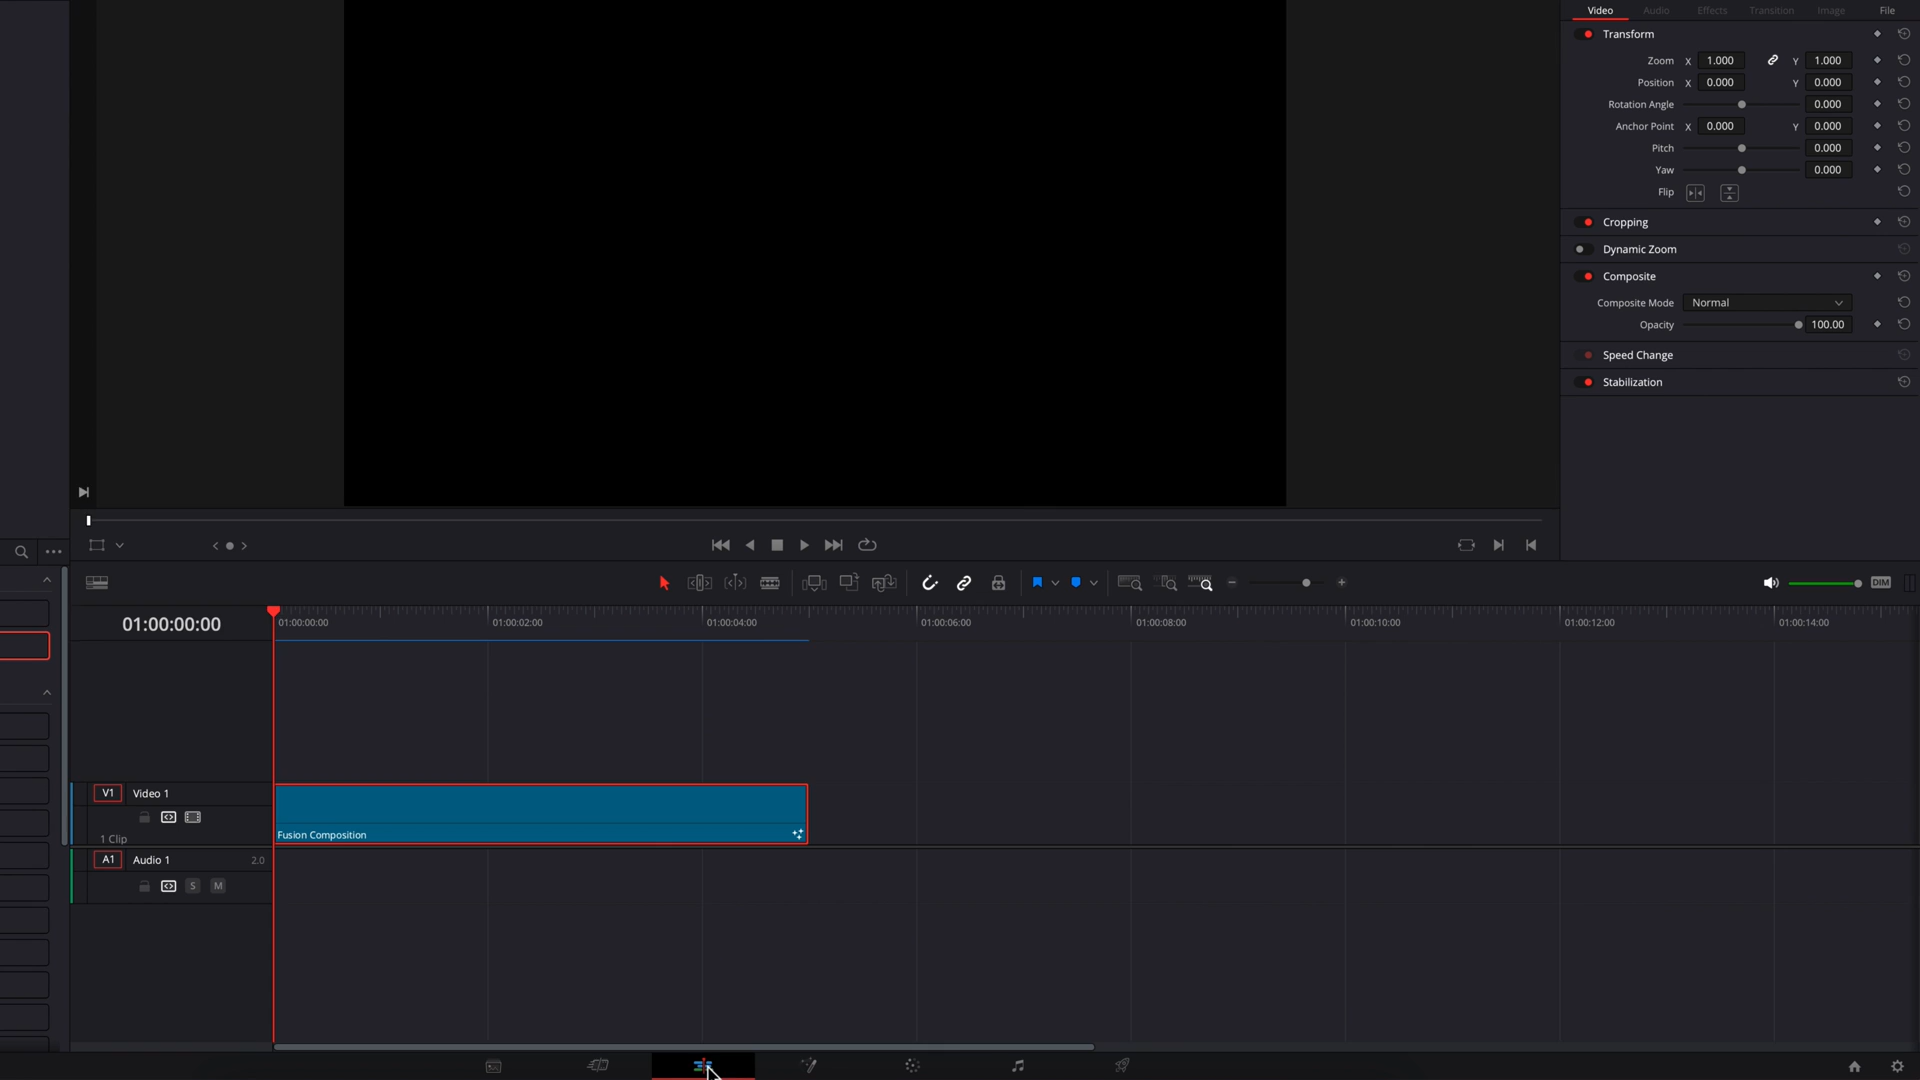 Video Audio Effects Transition Image File
Transform
Zoom X 1.000 Y 1.000
Position X 0.000 Y 0.000
Rotation Angle 0.000
Anchor Point X 0.000 Y 0.000
Pitch 0.000
Yaw 0.000
Flip
Cropping
Dynamic Zoom
Composite
Composite Mode Normal
Opacity 100.00
Speed Change
Stabilization
DIM
01:00:00:00
01:00:00:00 01:00:02:00 01:00:04:00 01:00:06:00 01:00:08:00 01:00:10:00 01:00:12:00 01:00:14:00
V1 Video 1
1 Clip
Fusion Composition
A1 Audio 1 2.0
S M